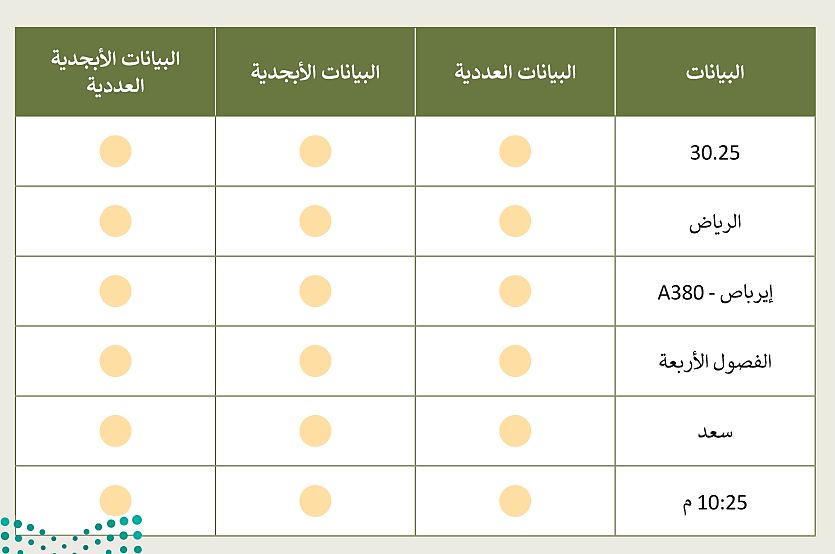 البيانات
البيانات العددية
البيانات الأبجدية
البيانات الأبجدية
العددية
30.25
الرياض
إيرباص - A380
الفصول الأربعة
سعد
10:25 م